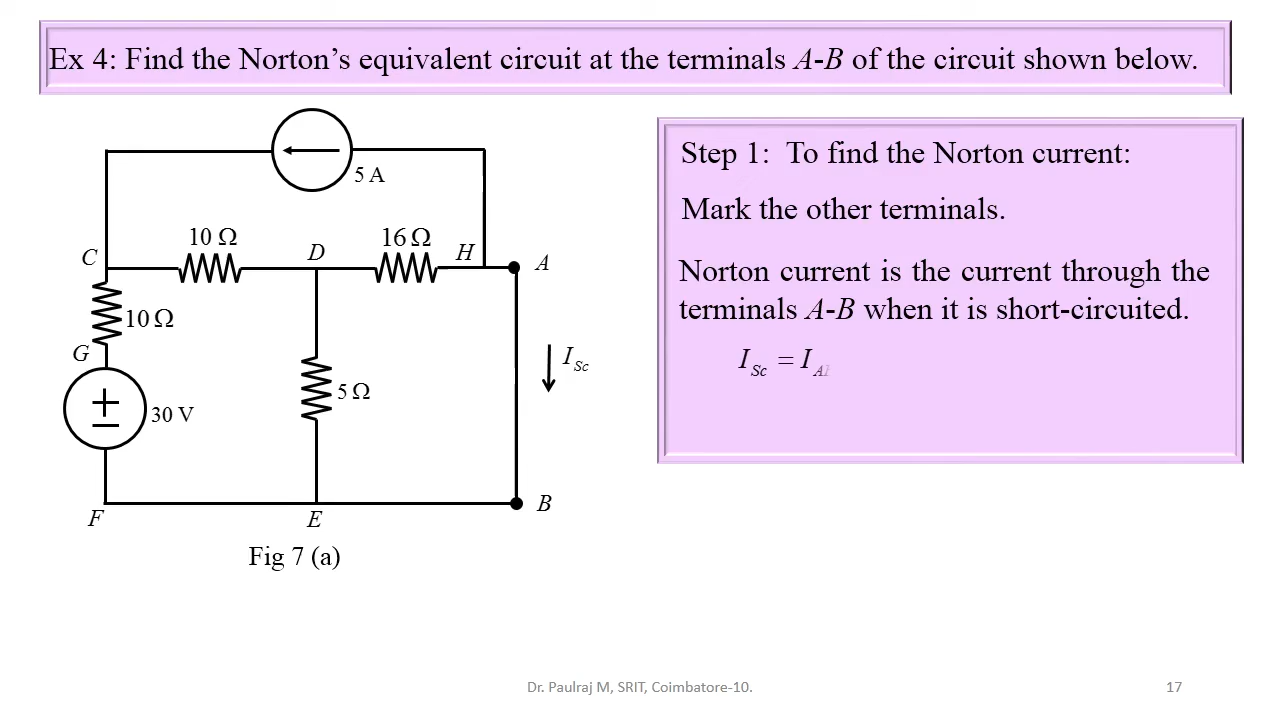 Ex 4: Find the Norton’s equivalent circuit at the terminals A-B of the circuit shown below.
5 A
C
10 Ω
D
16 Ω
H
A
10 Ω
G
+
−
30 V
5 Ω
I Sc
F
E
B
Fig 7 (a)
Step 1: To find the Norton current:
Mark the other terminals.
Norton current is the current through the
terminals A-B when it is short-circuited.
I Sc = I A
Dr. Paulraj M, SRIT, Coimbatore-10.
17